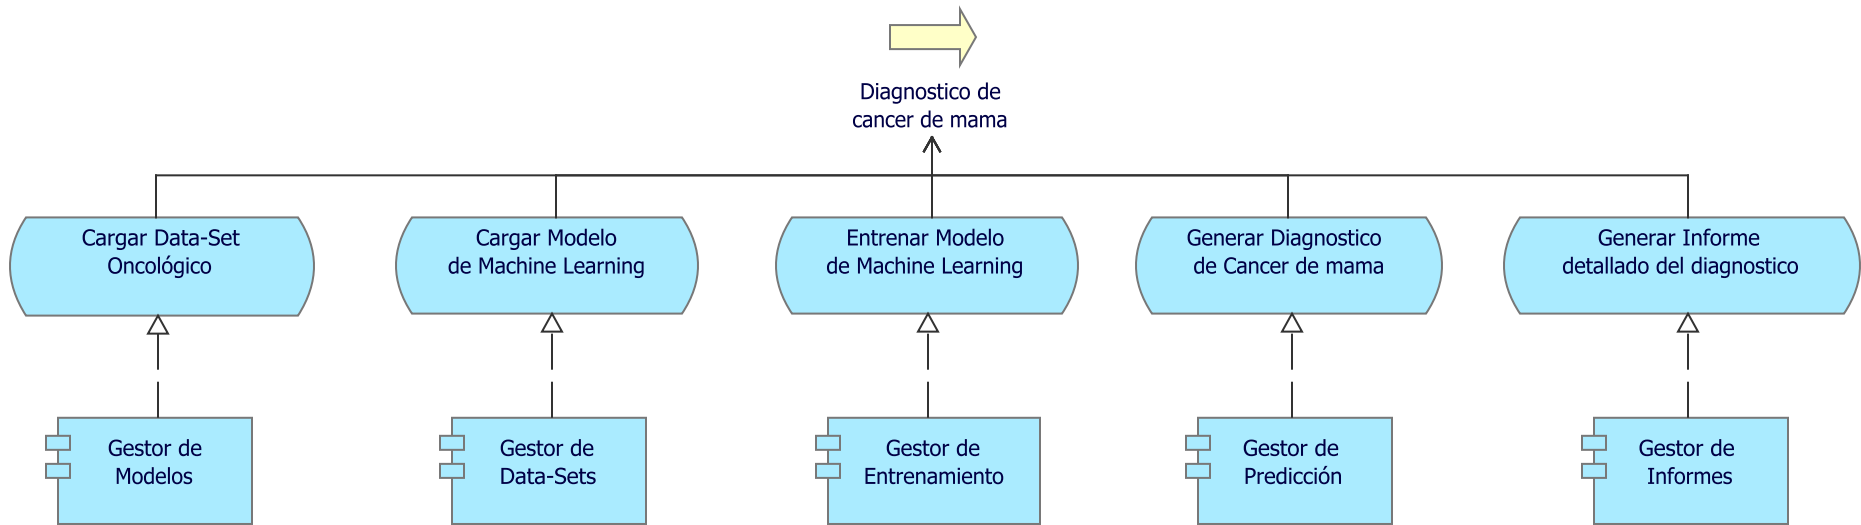 Diagnostico de
cancer de mama
Cargar Data-Set
Oncológico
Cargar Modelo
de Machine Learning
Entrenar Modelo
de Machine Learning
Generar Diagnostico
de Cancer de mama
Generar Informe
detallado del diagnostico
Gestor de
Modelos
Gestor de
Data-Sets
Gestor de
Entrenamiento
Gestor de
Predicción
Gestor de
Informes